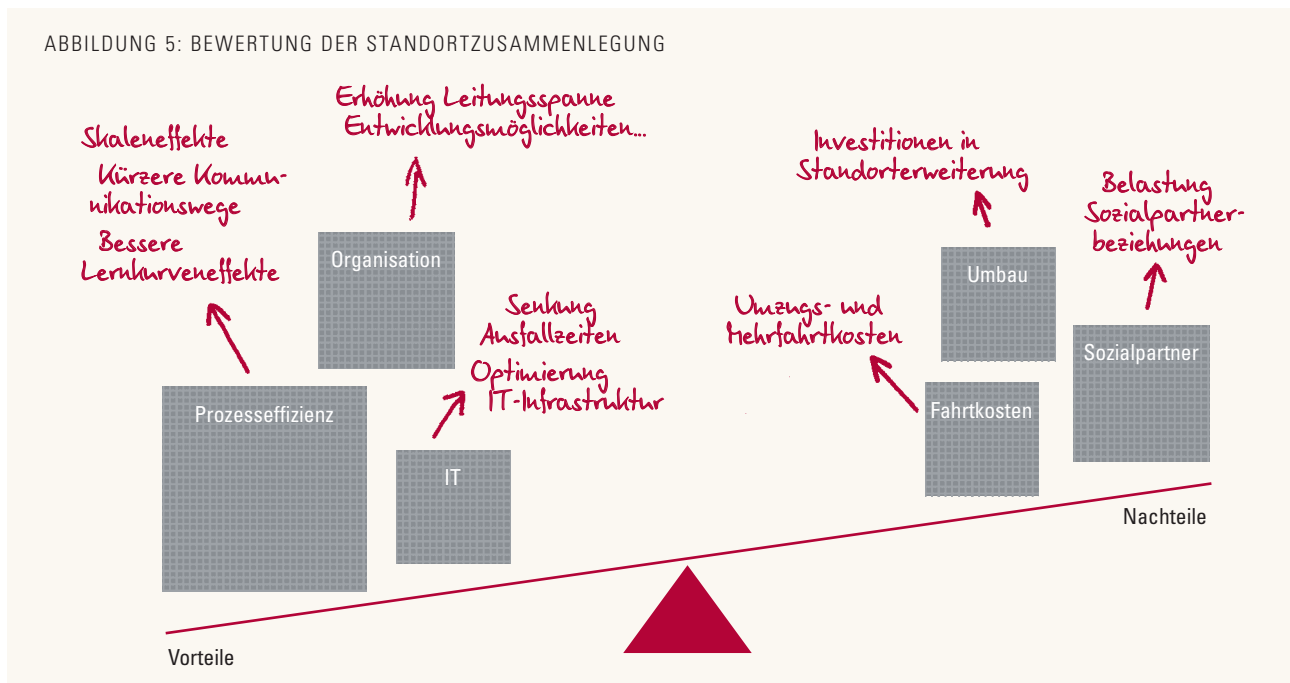 ABBILDUNG 5: BEWERTUNG DER STANDORTZUSAMMENLEGUNG
Skaleneffekte
Kürzere Kommu-
nikationswege
Bessere
Lernkurveneffekte
Erhöhung Leitungsspanne
Entwicklungsmöglichkeiten...
Organisation
Prozesseffizienz
Senkung
Ausfallzeiten
Optimierung
IT-Infrastruktur
IT
Investitionen in
Standorterweiterung
Umbau
Umzugs- und
Mehrfahrtkosten
Fahrtkosten
Belastung
Sozialpartner-
beziehungen
Sozialpartner
Vorteile
Nachteile